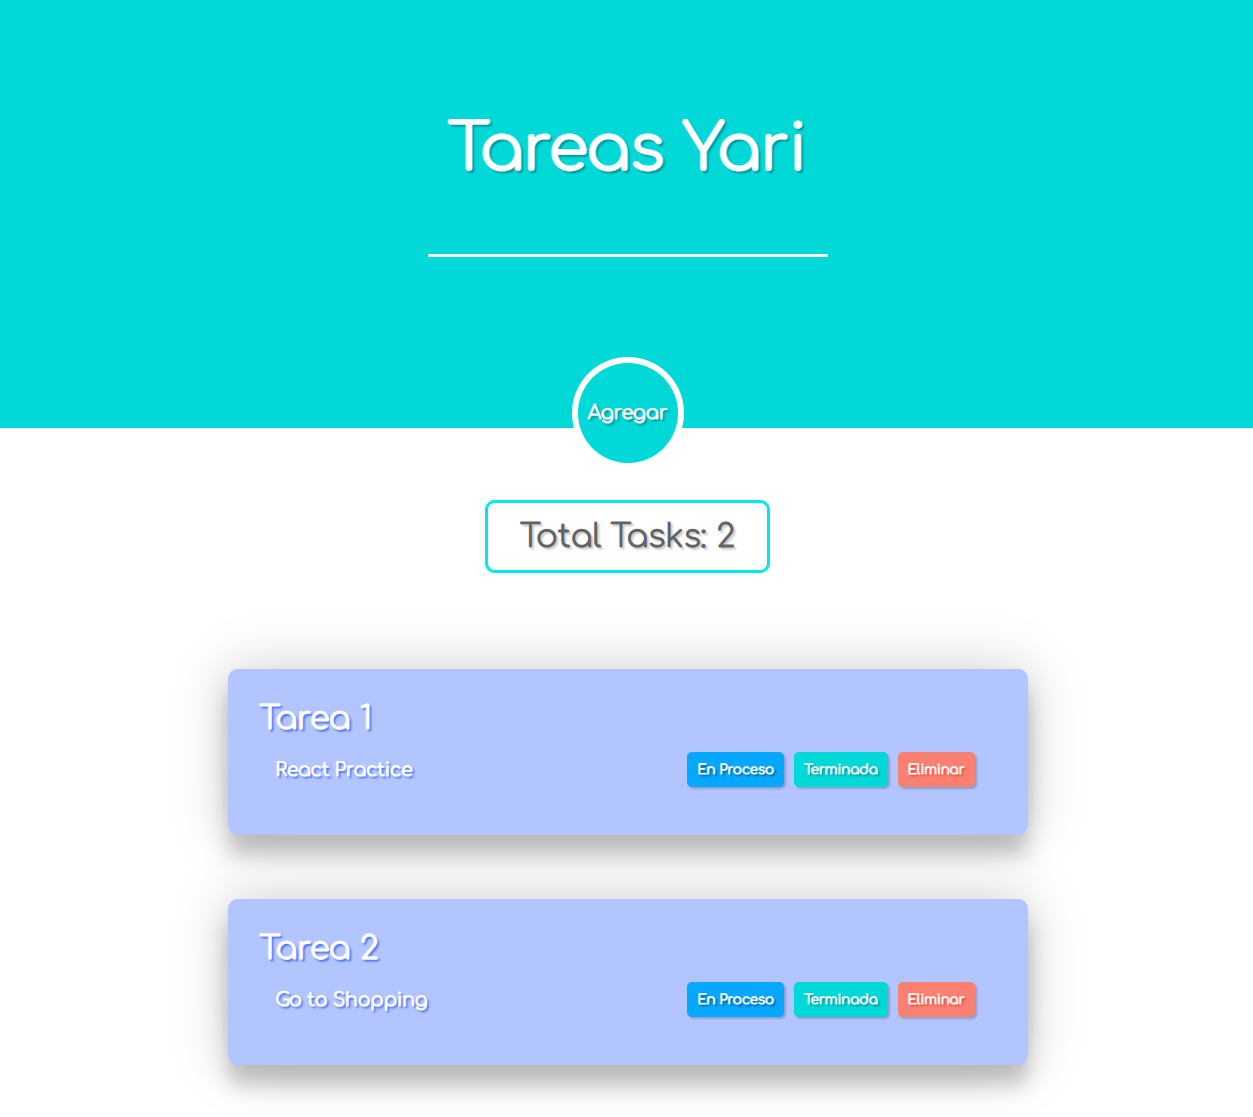 Tareas Yari
Agregar
Total Tasks: 2
Tarea 1
React Practice
En Proceso
Terminada
Eliminar
Tarea 2
Go to Shopping
En Proceso
Terminada
Eliminar